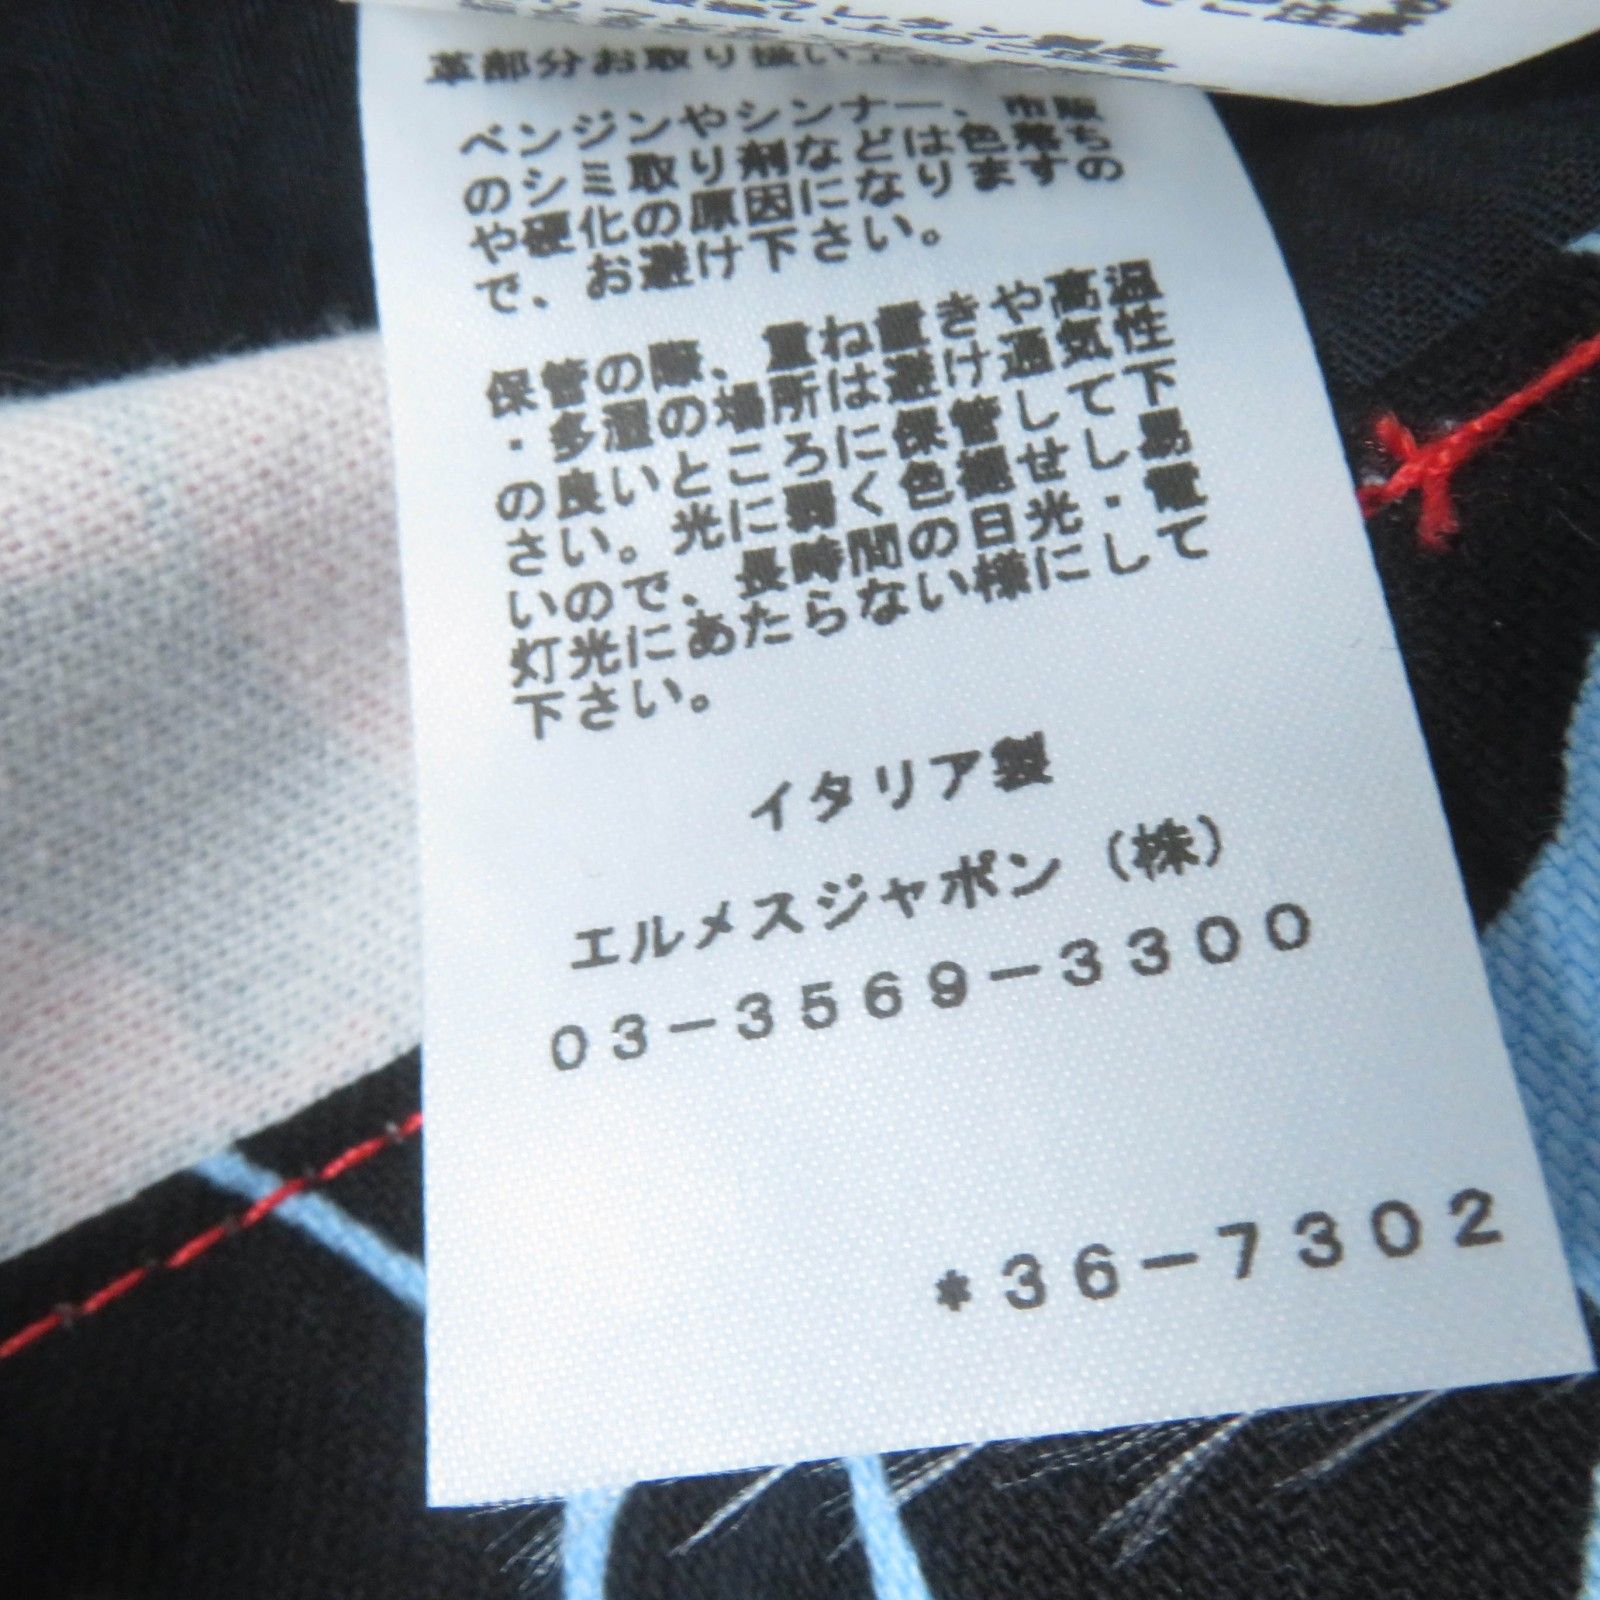 革部分お取り扱い上の
ベンジンやシンナー、市販
のシミ取り剤などは色落ち
や硬化の原因になりますの
で、お避け下さい。
保管の際、重ね置きや高温
・多湿の場所は避け通気性
の良いところに保管して下
さい。光に弱く色褪せし易
いので、長時間の日光・電
灯光にあたらない様にして
下さい。
イタリア製
エルメスジャポン（株）
03-3569-3300
*36-7302